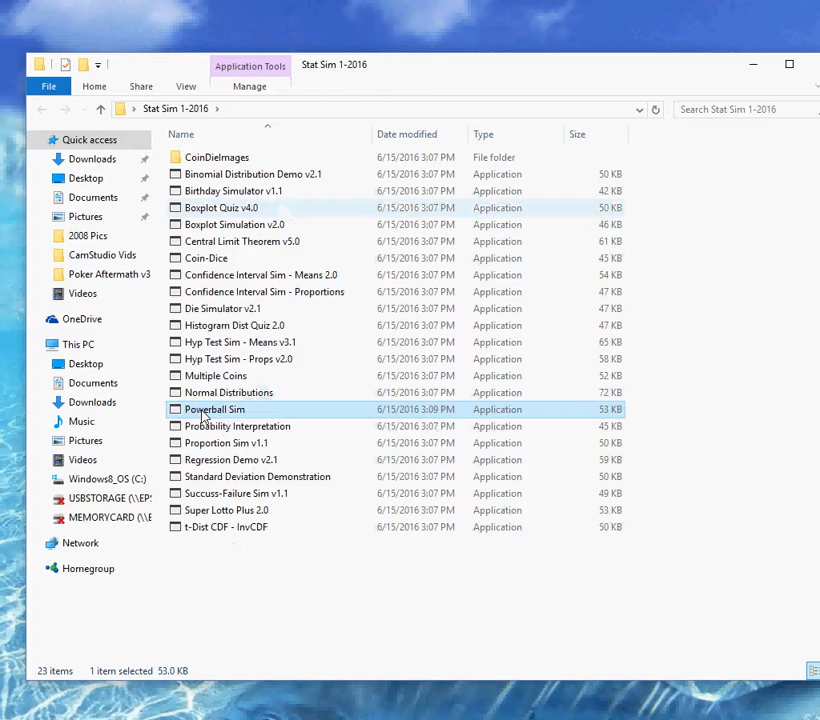 Application Tools Stat Sim 1-2016
File Home Share View Manage
Stat Sim 1-2016 Search Stat Sim 1-2016
Name Date modified Type Size
Quick access
Downloads
Desktop
Documents
Pictures
2008 Pics
CamStudio Vids
Poker Aftermath v3
Videos
OneDrive
This PC
Desktop
Documents
Downloads
Music
Pictures
Videos
Windows8_OS (C:)
USBSTORAGE (\\EPS
MEMORYCARD (\\E
Network
Homegroup
CoinDieImages 6/15/2016 3:07 PM File folder
Binomial Distribution Demo v2.1 6/15/2016 3:07 PM Application 50 KB
Birthday Simulator v1.1 6/15/2016 3:07 PM Application 42 KB
Boxplot Quiz v4.0 6/15/2016 3:07 PM Application 50 KB
Boxplot Simulation v2.0 6/15/2016 3:07 PM Application 46 KB
Central Limit Theorem v5.0 6/15/2016 3:07 PM Application 61 KB
Coin-Dice 6/15/2016 3:07 PM Application 45 KB
Confidence Interval Sim - Means 2.0 6/15/2016 3:07 PM Application 54 KB
Confidence Interval Sim - Proportions 6/15/2016 3:07 PM Application 47 KB
Die Simulator v2.1 6/15/2016 3:07 PM Application 47 KB
Histogram Dist Quiz 2.0 6/15/2016 3:07 PM Application 47 KB
Hyp Test Sim - Means v3.1 6/15/2016 3:07 PM Application 65 KB
Hyp Test Sim - Props v2.0 6/15/2016 3:07 PM Application 58 KB
Multiple Coins 6/15/2016 3:07 PM Application 52 KB
Normal Distributions 6/15/2016 3:07 PM Application 72 KB
Powerball Sim 6/15/2016 3:09 PM Application 53 KB
Probability Interpretation 6/15/2016 3:07 PM Application 45 KB
Proportion Sim v1.1 6/15/2016 3:07 PM Application 50 KB
Regression Demo v2.1 6/15/2016 3:07 PM Application 59 KB
Standard Deviation Demonstration 6/15/2016 3:07 PM Application 50 KB
Succuss-Failure Sim v1.1 6/15/2016 3:07 PM Application 49 KB
Super Lotto Plus 2.0 6/15/2016 3:07 PM Application 53 KB
t-Dist CDF - InvCDF 6/15/2016 3:07 PM Application 50 KB
23 items 1 item selected 53.0 KB